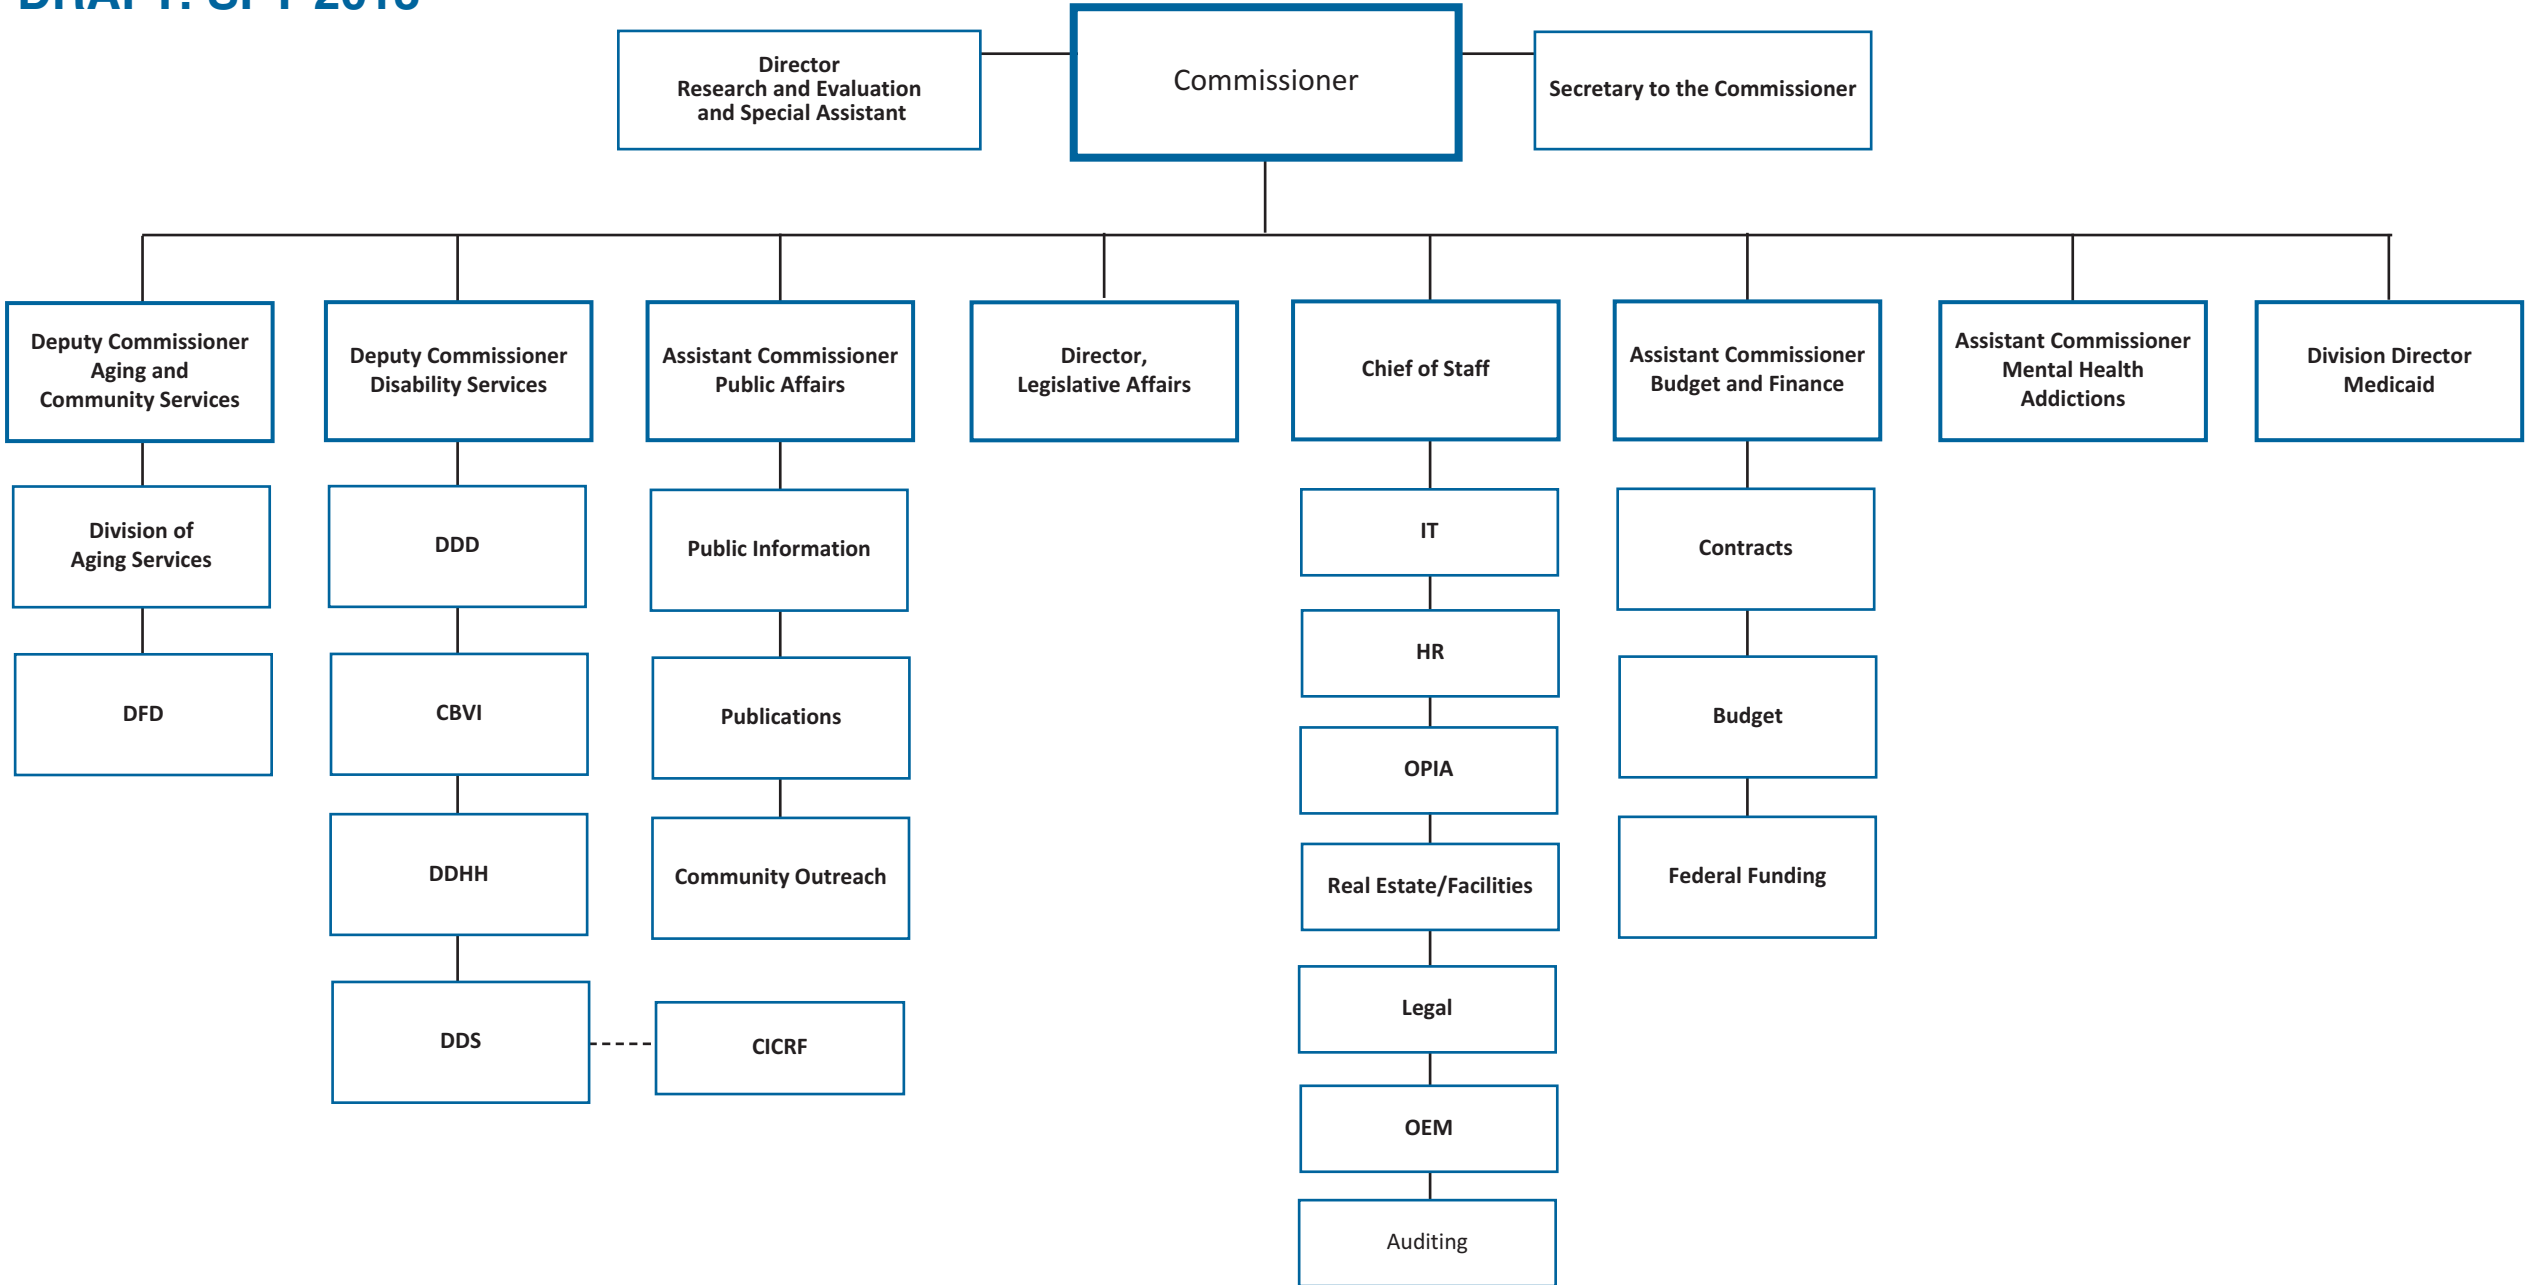 Director
Research and Evaluation
and Special Assistant
Commissioner
Secretary to the Commissioner
Deputy Commissioner
Aging and
Community Services
Deputy Commissioner
Disability Services
Assistant Commissioner
Public Affairs
Director,
Legislative Affairs
Chief of Staff
Assistant Commissioner
Budget and Finance
Assistant Commissioner
Mental Health
Addictions
Division Director
Medicaid
Division of
Aging Services
DFD
DDD
CBVI
DDHH
DDS
CICRF
Public Information
Publications
Community Outreach
IT
HR
OPIA
Real Estate/Facilities
Legal
OEM
Auditing
Contracts
Budget
Federal Funding